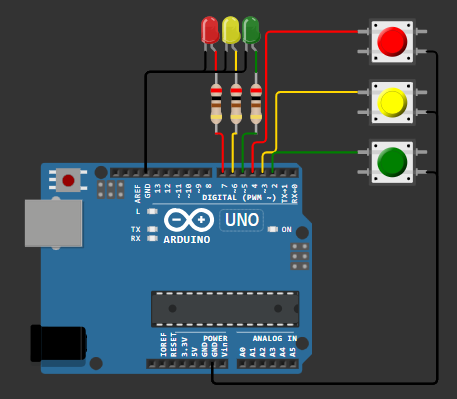 AREF
GND
13
12
~11
~10
~9
8
7
~6
~5
4
~3
2
TX→1
RX←0
DIGITAL (PWM ~)
L
TX
RX
UNO
ARDUINO
ON
IOREF
RESET
3.3V
5V
GND
GND
Vin
POWER
ANALOG IN
A0
A1
A2
A3
A4
A5